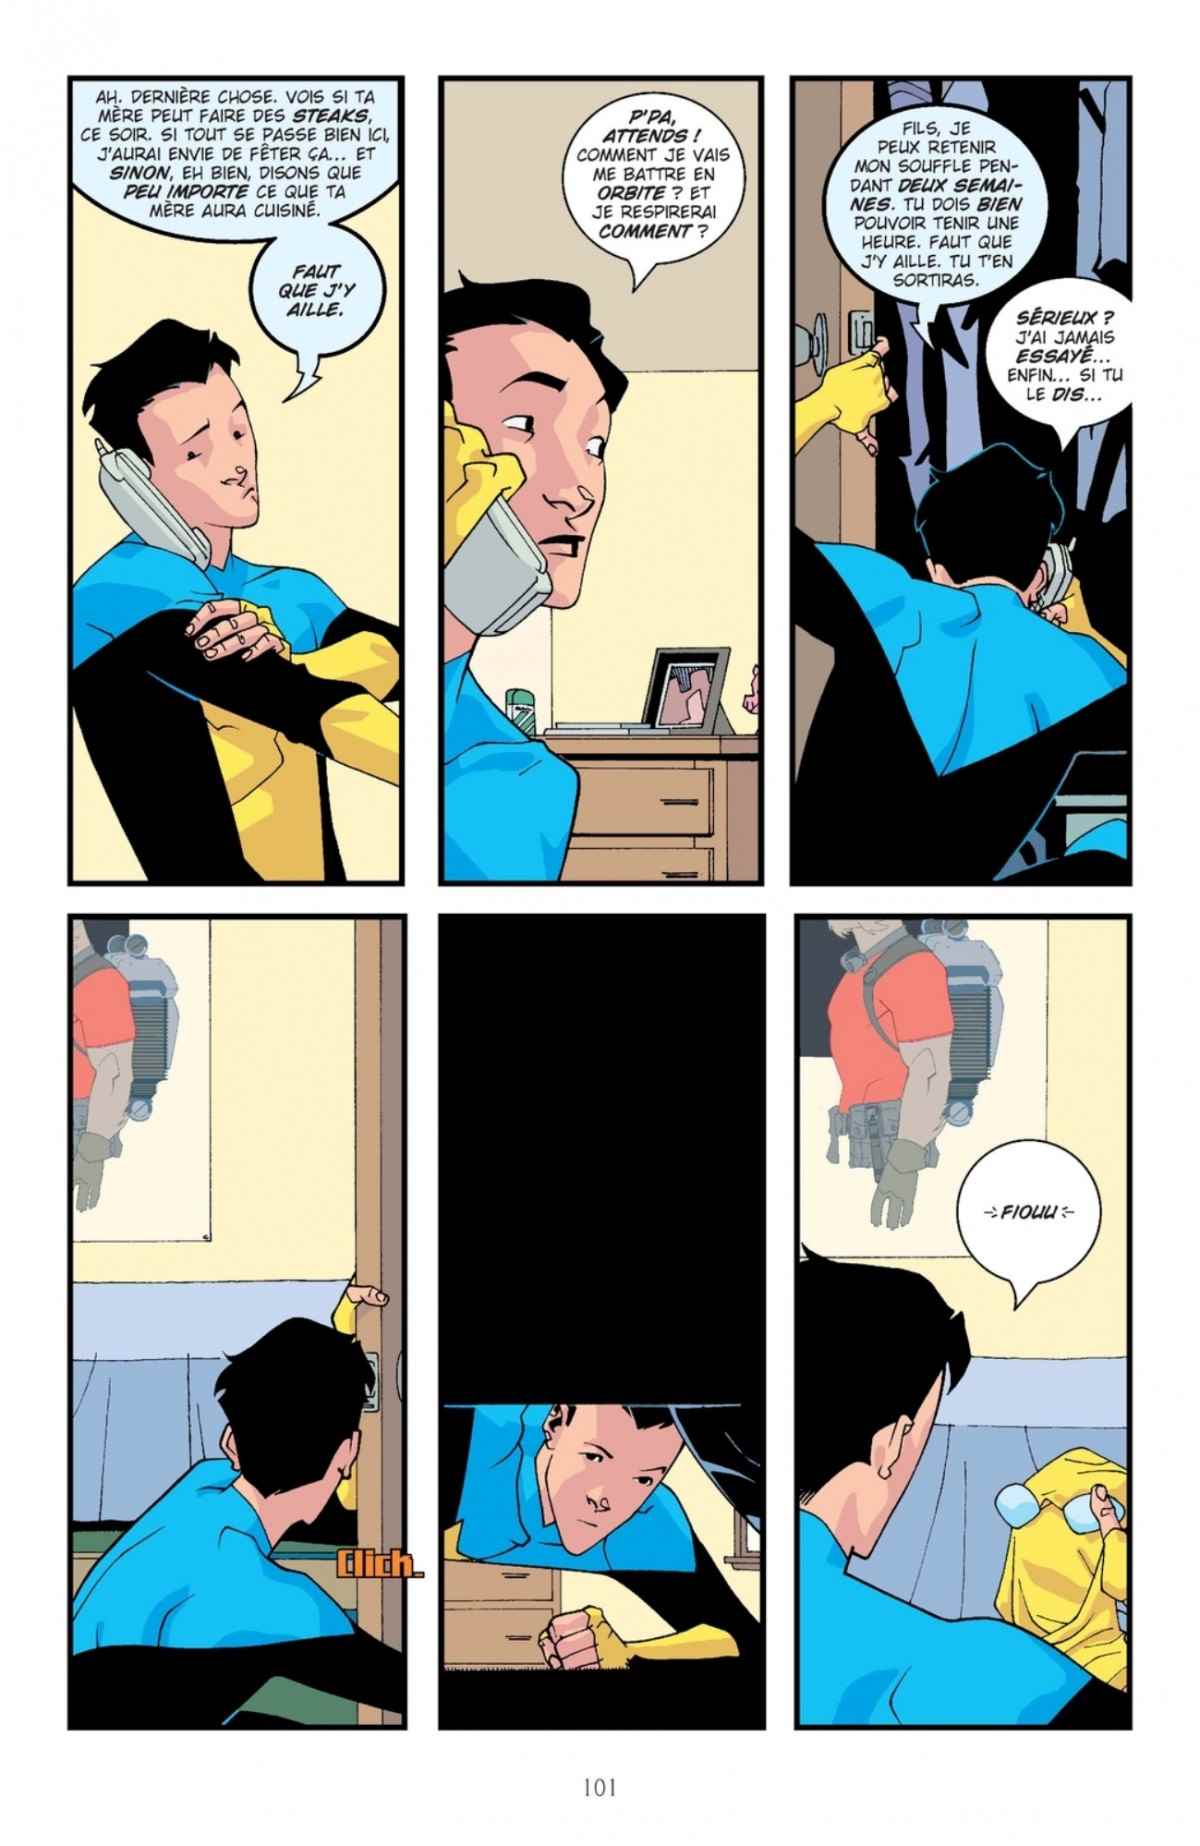 AH. DERNIÈRE CHOSE. VOIS SI TA
MÈRE PEUT FAIRE DES STEAKS,
CE SOIR. SI TOUT SE PASSE BIEN ICI,
J'AURAI ENVIE DE FÊTER ÇA... ET
SINON, EH BIEN, DISONS QUE
PEU IMPORTE CE QUE TA
MÈRE AURA CUISINÉ.
FAUT
QUE J'Y
AILLE.
P'PA,
ATTENDS !
COMMENT JE VAIS
ME BATTRE EN
ORBITE ? ET
JE RESPIRERAI
COMMENT ?
FILS, JE
PEUX RETENIR
MON SOUFFLE PEN-
DANT DEUX SEMAI-
NES. TU DOIS BIEN
POUVOIR TENIR UNE
HEURE. FAUT QUE
J'Y AILLE. TU T'EN
SORTIRAS.
SÉRIEUX ?
J'AI JAMAIS
ESSAYÉ...
ENFIN... SI TU
LE DIS...
Click
FIOUU
101